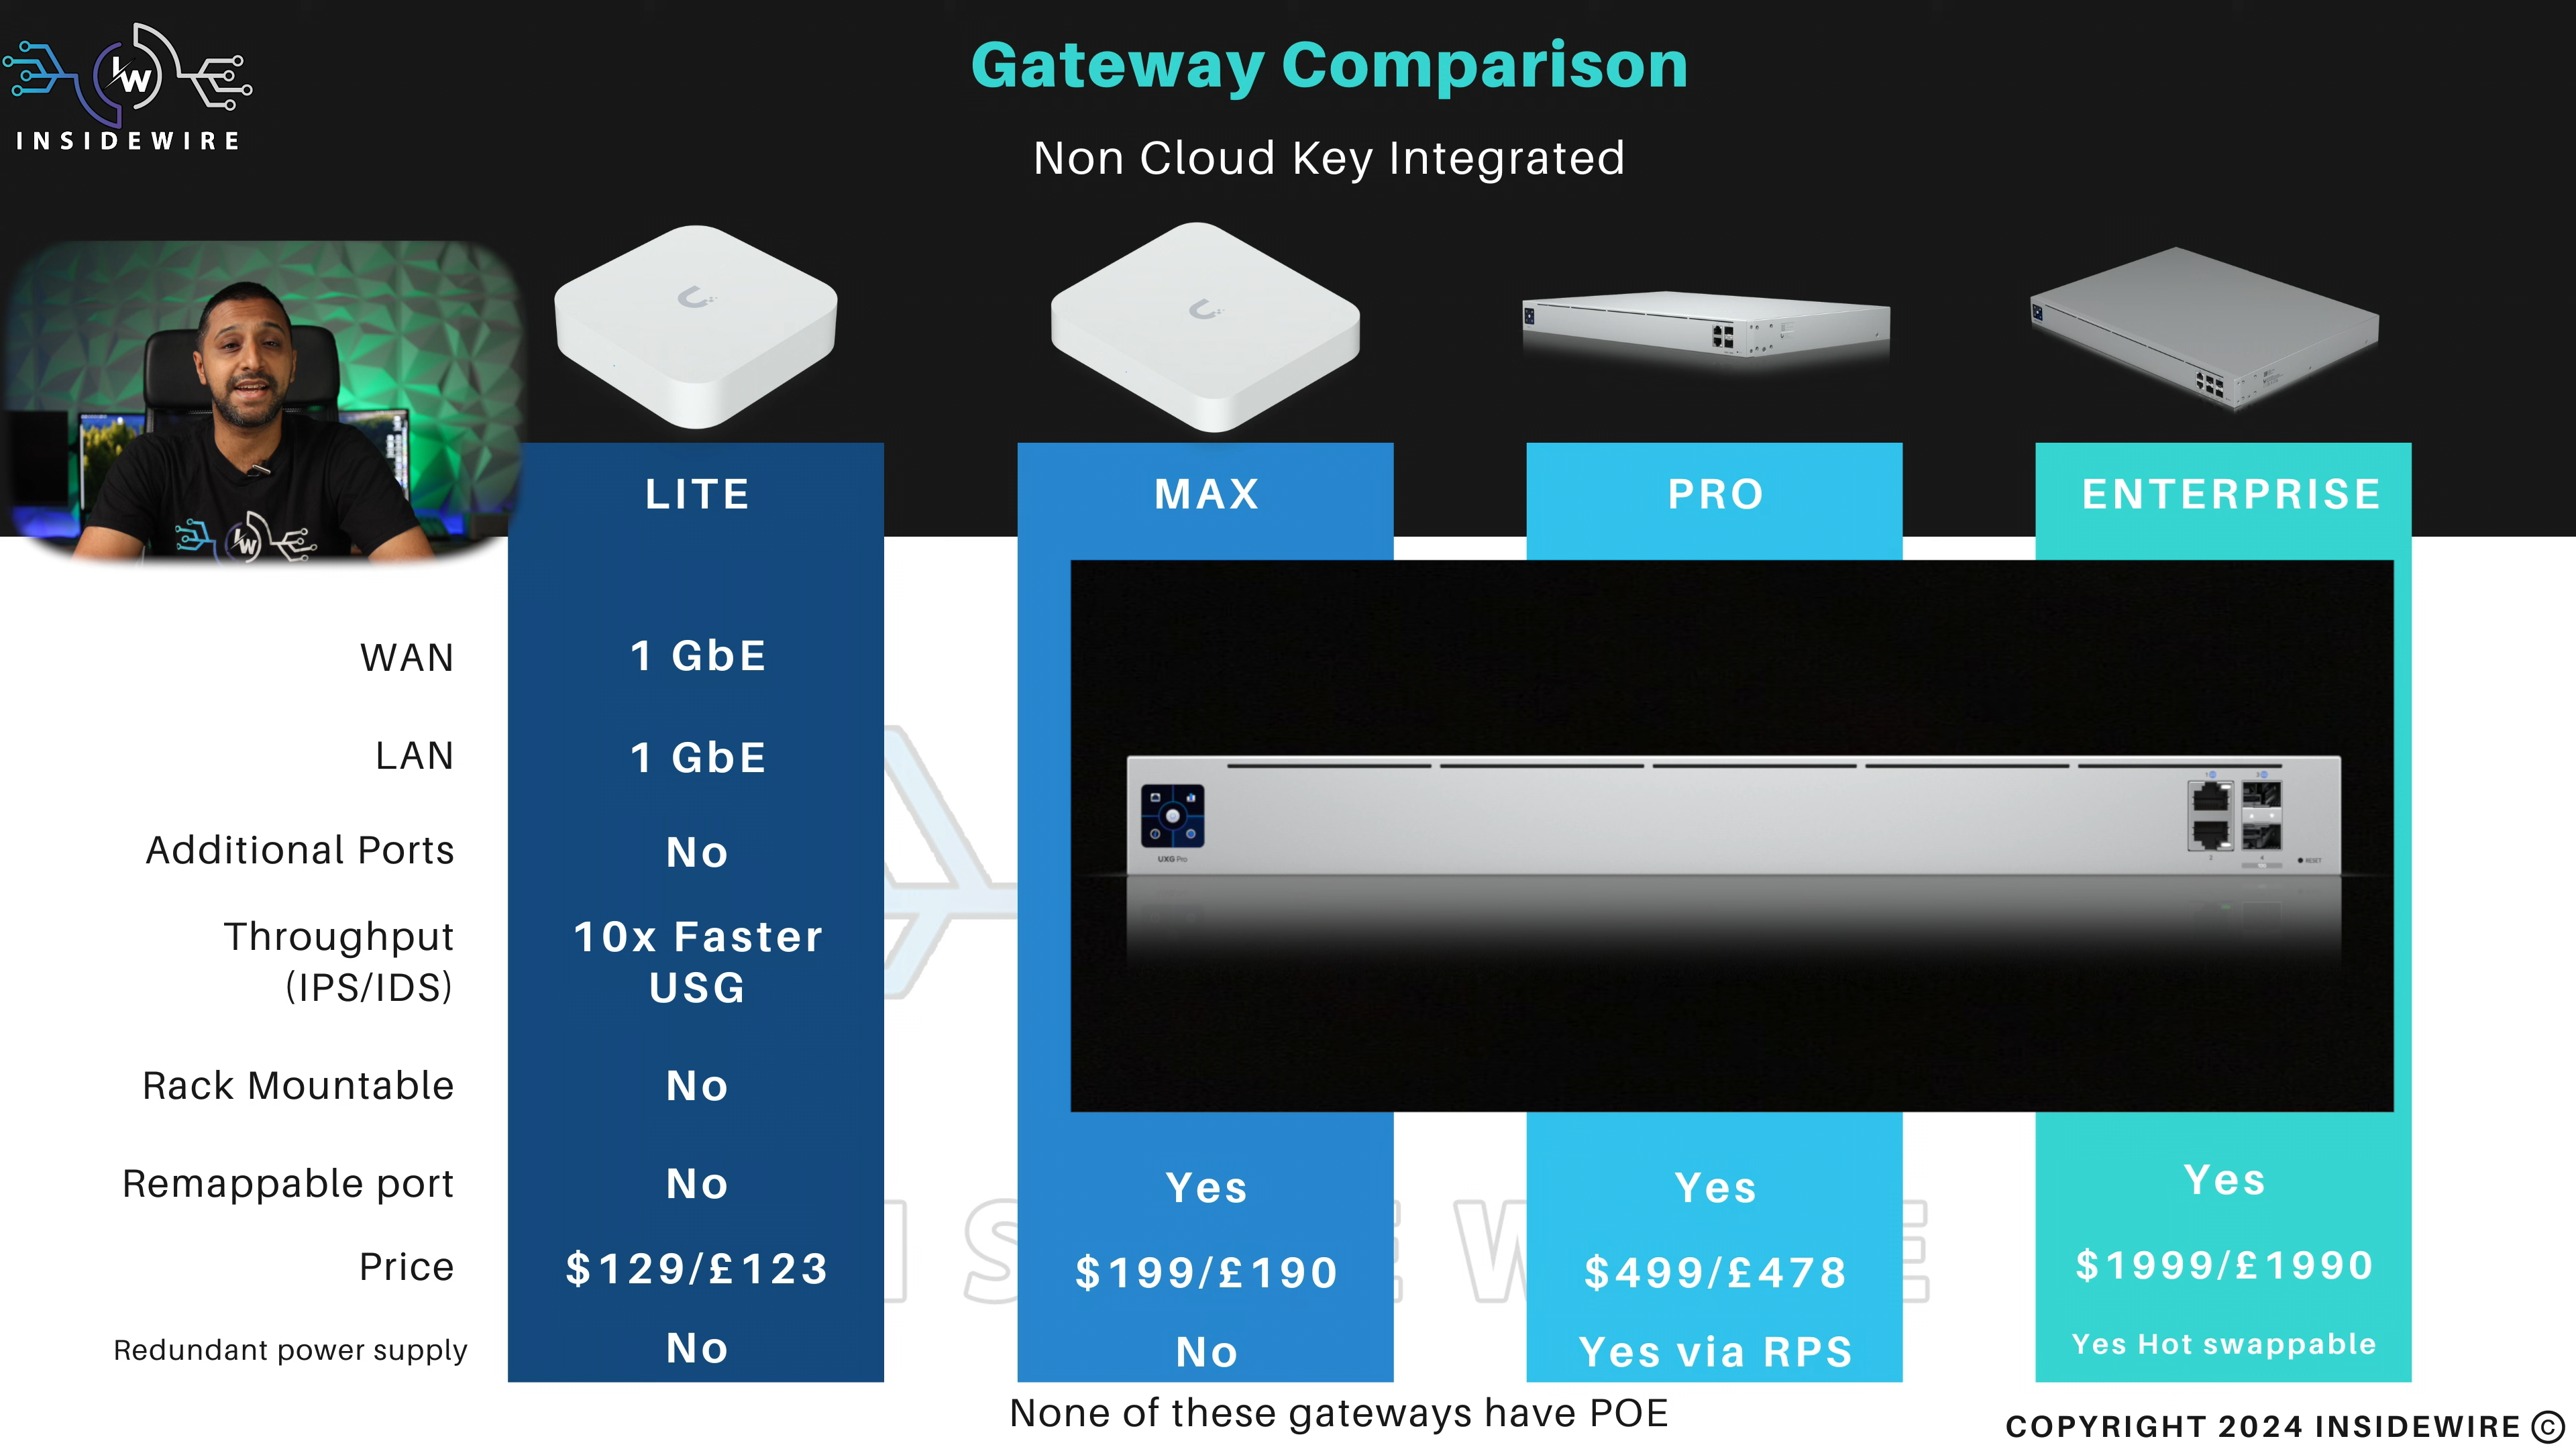 INSIDEWIRE
Gateway Comparison
Non Cloud Key Integrated
LITE
MAX
PRO
ENTERPRISE
WAN
1 GbE
LAN
1 GbE
Additional Ports
No
Throughput
(IPS/IDS)
10x Faster
USG
UXG Pro
RESET
Rack Mountable
No
Remappable port
No
Yes
Yes
Yes
Price
$129/£123
$199/£190
$499/£478
$1999/£1990
Redundant power supply
No
No
Yes via RPS
Yes Hot swappable
None of these gateways have POE
COPYRIGHT 2024 INSIDEWIRE ©